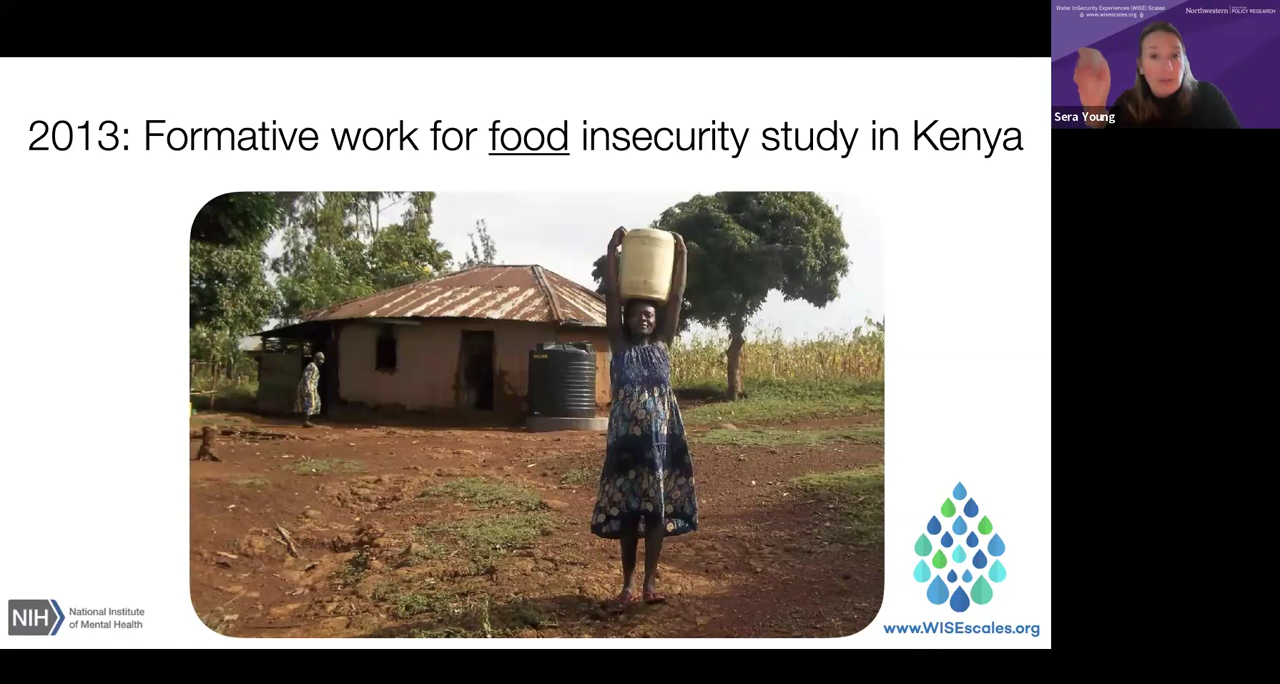 2013: Formative work for food insecurity study in Kenya
Water InSecurity Experiences (WISE) Scales
www.wisescales.org
Northwestern
POLICY RESEARCH
Sera Young
NIH
National Institute
of Mental Health
www.WISEscales.org